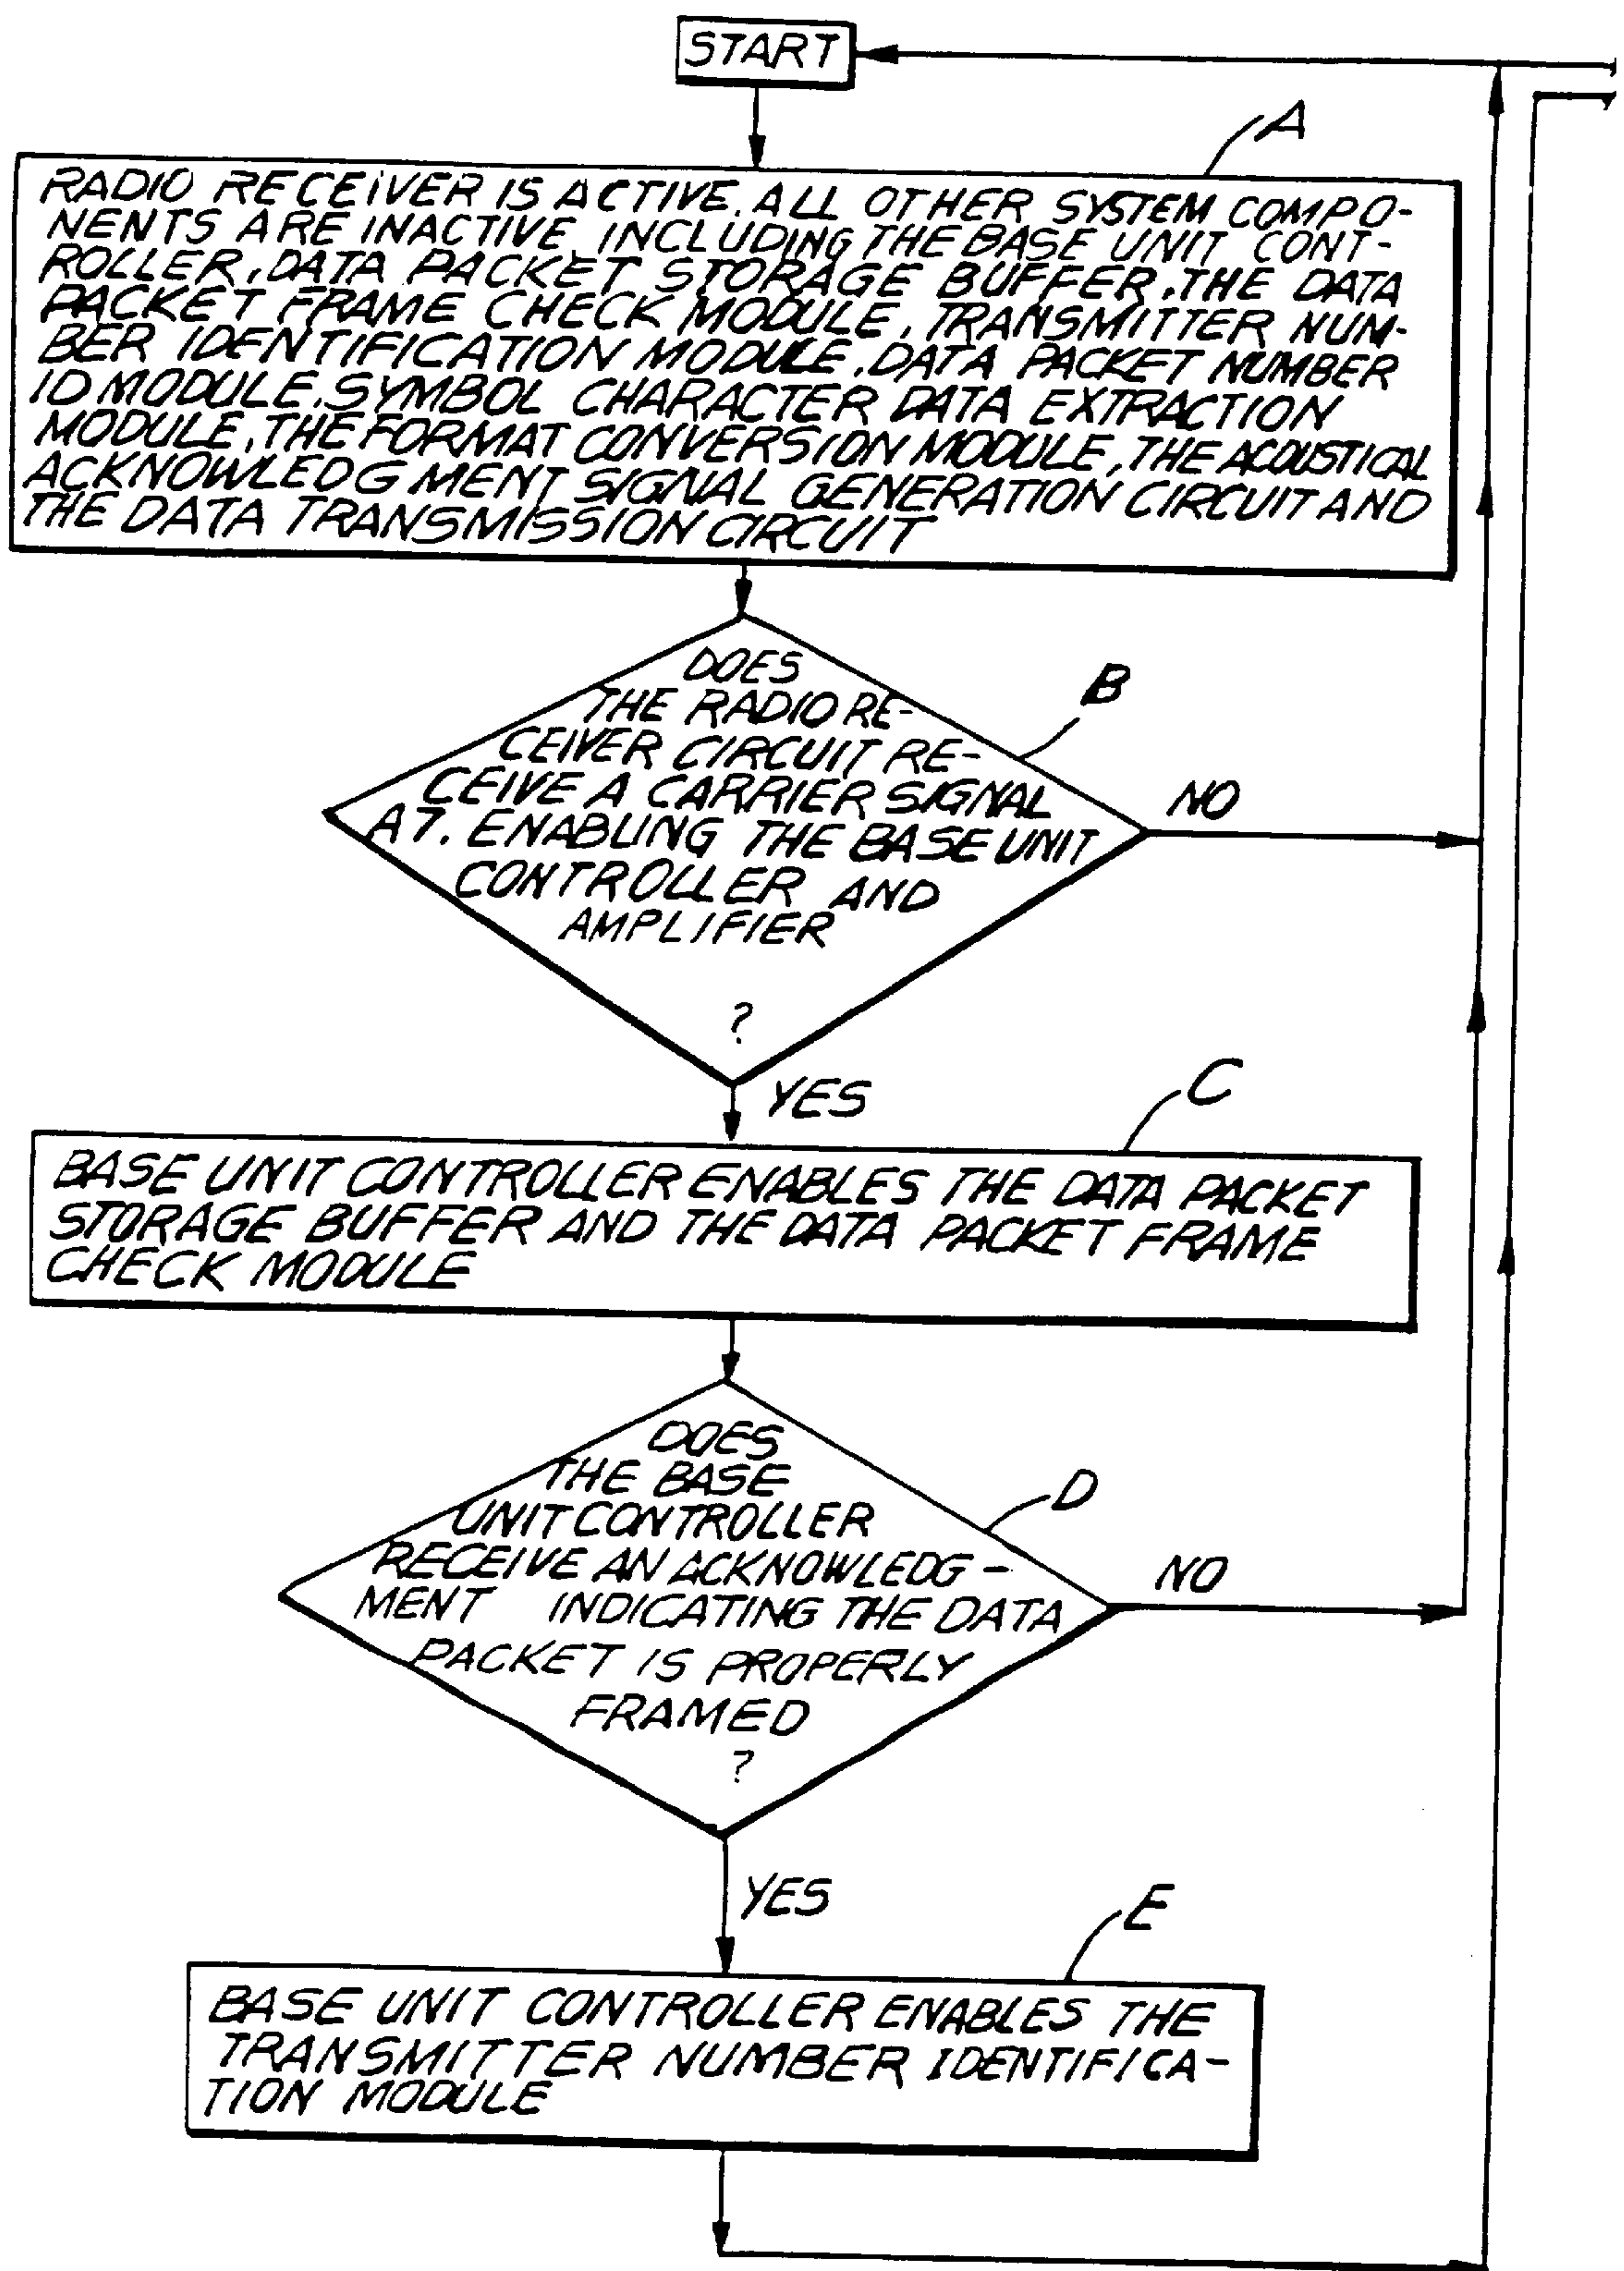 START
A
RADIO RECEIVER IS ACTIVE. ALL OTHER SYSTEM COMPO-
NENTS ARE INACTIVE, INCLUDING THE BASE UNIT CONT-
ROLLER, DATA PACKET STORAGE BUFFER, THE DATA
PACKET FRAME CHECK MODULE, TRANSMITTER NUM-
BER IDENTIFICATION MODULE, DATA PACKET NUMBER
ID MODULE, SYMBOL CHARACTER DATA EXTRACTION
MODULE, THE FORMAT CONVERSION MODULE, THE ACOUSTICAL
ACKNOWLEDGMENT SIGNAL GENERATION CIRCUIT AND
THE DATA TRANSMISSION CIRCUIT
B
DOES
THE RADIO RE-
CEIVER CIRCUIT RE-
CEIVE A CARRIER SIGNAL
AT. ENABLING THE BASE UNIT
CONTROLLER AND
AMPLIFIER
?
NO
YES
C
BASE UNIT CONTROLLER ENABLES THE DATA PACKET
STORAGE BUFFER AND THE DATA PACKET FRAME
CHECK MODULE
D
DOES
THE BASE
UNIT CONTROLLER
RECEIVE AN ACKNOWLEDG-
MENT INDICATING THE DATA
PACKET IS PROPERLY
FRAMED
?
NO
YES
E
BASE UNIT CONTROLLER ENABLES THE
TRANSMITTER NUMBER IDENTIFICA-
TION MODULE